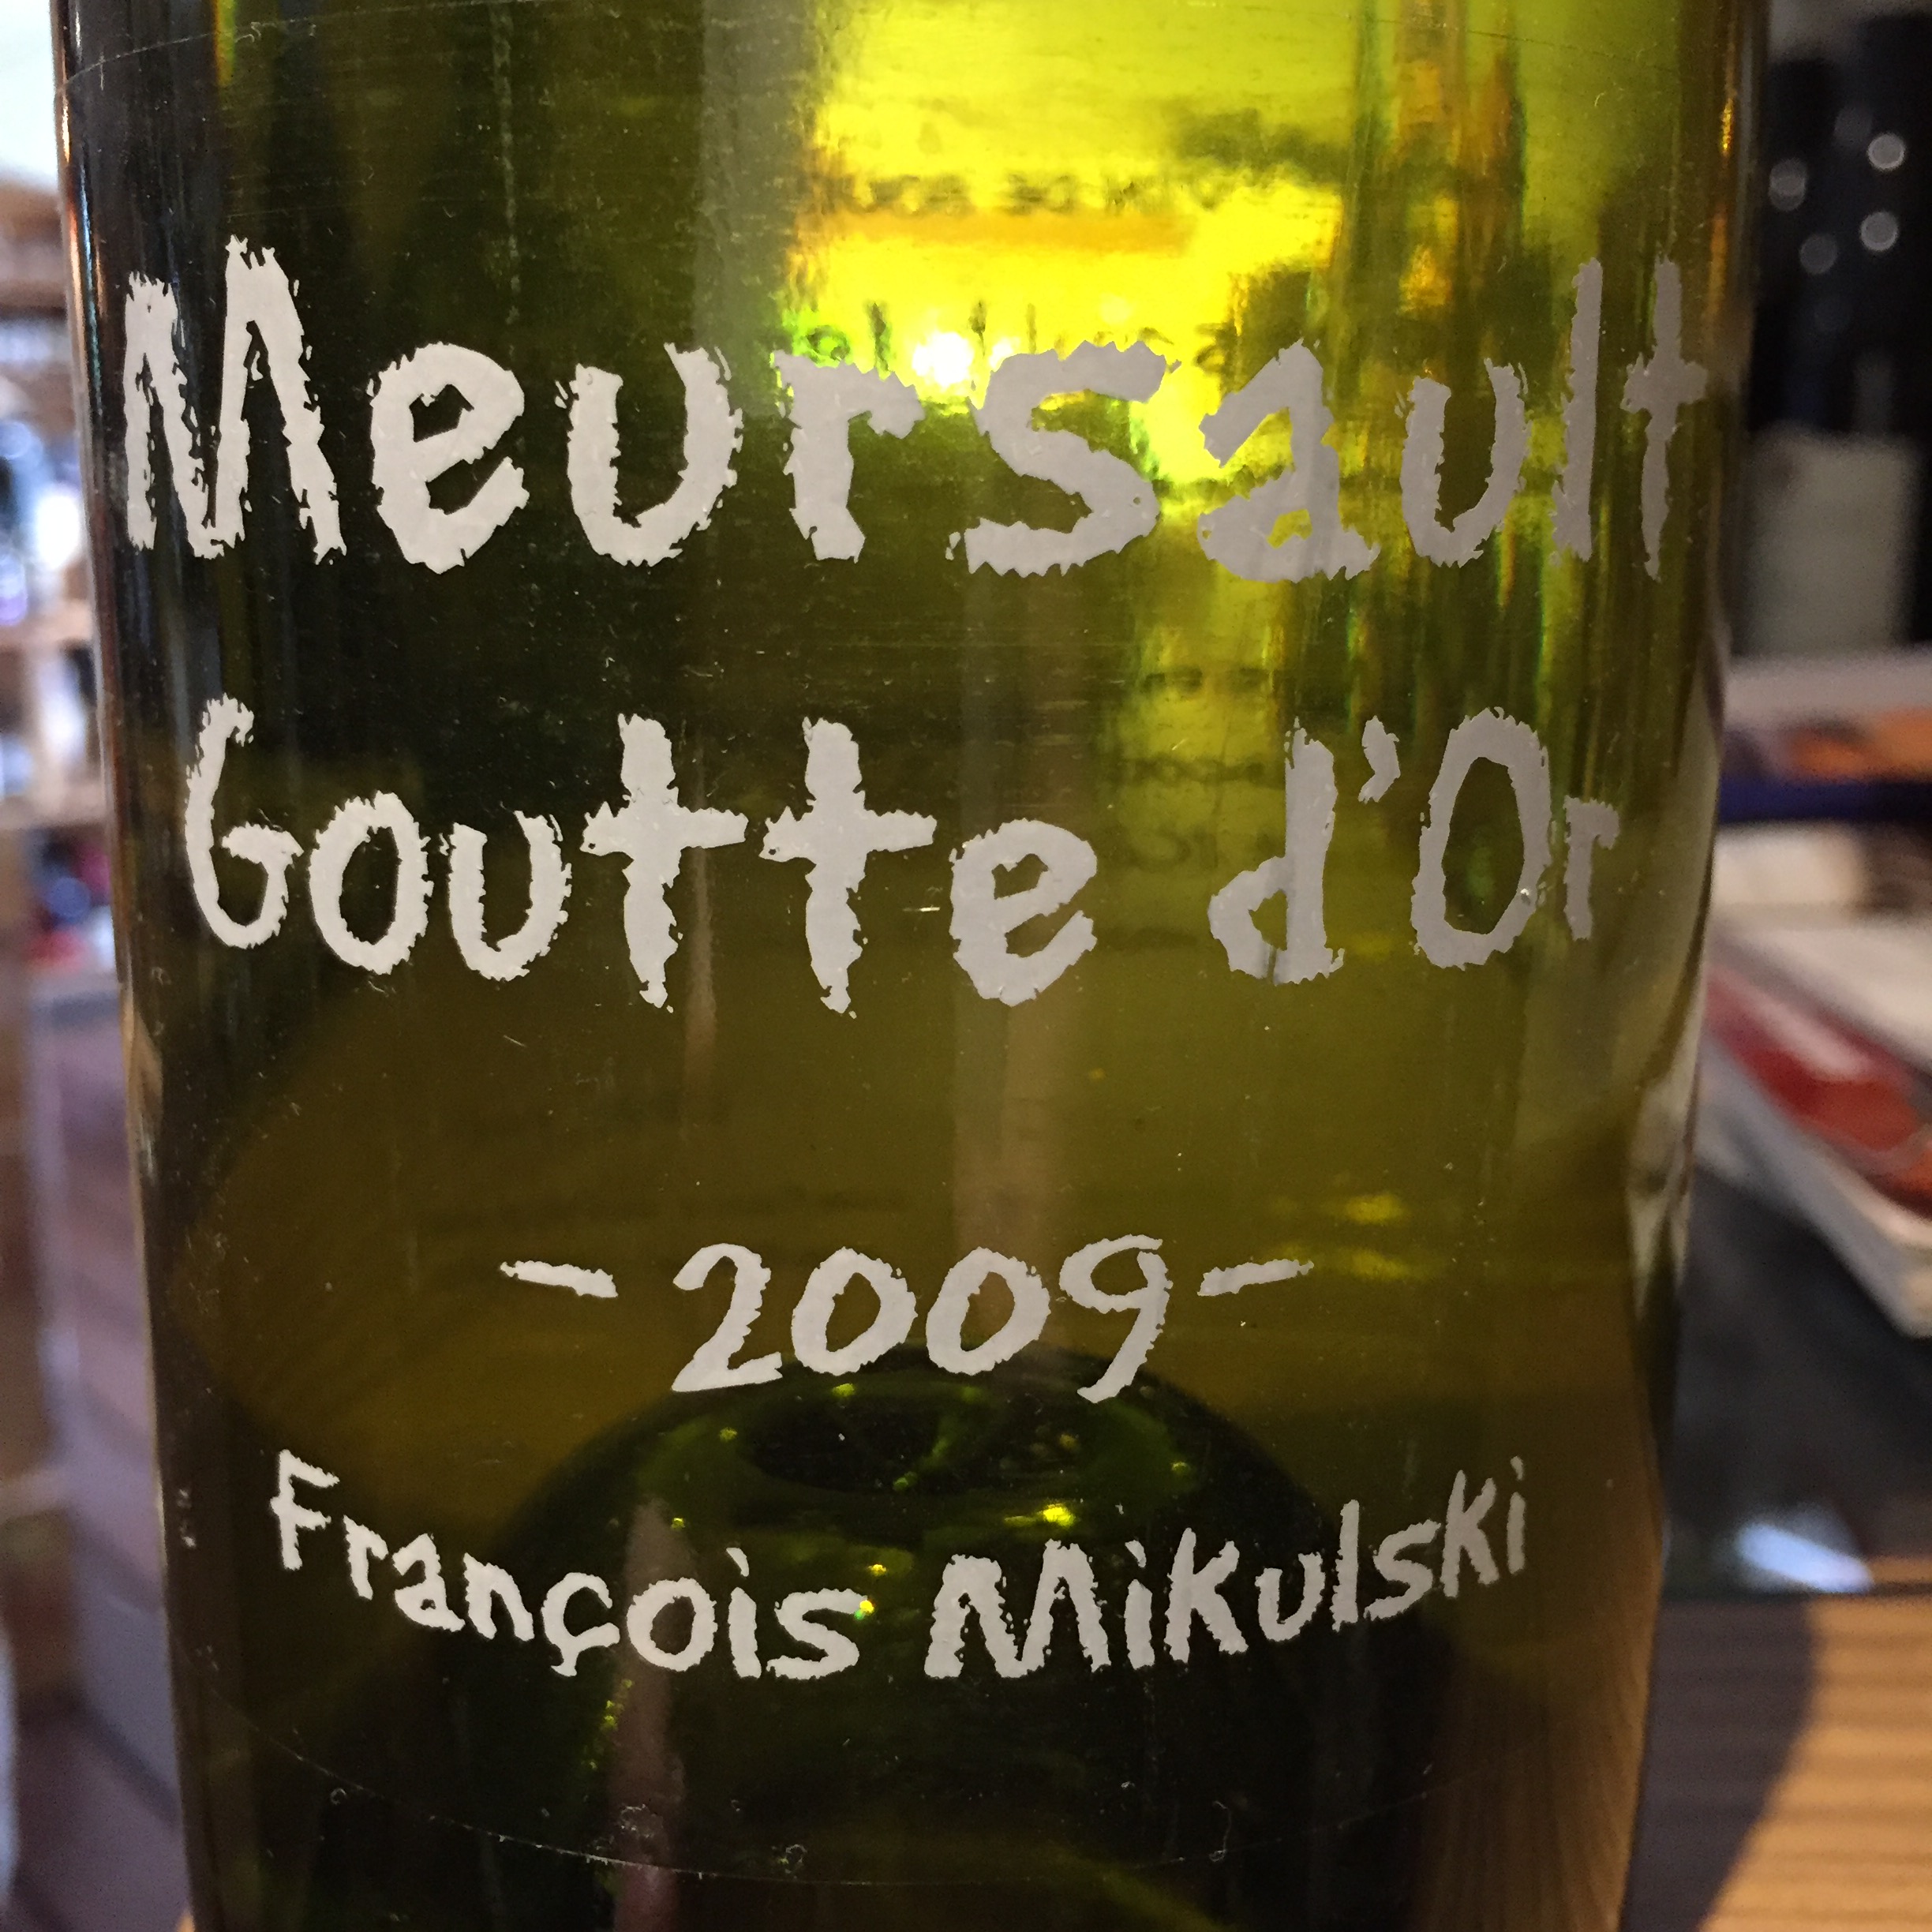 Meursault
Goutte d'Or
- 2009 -
François Mikulski